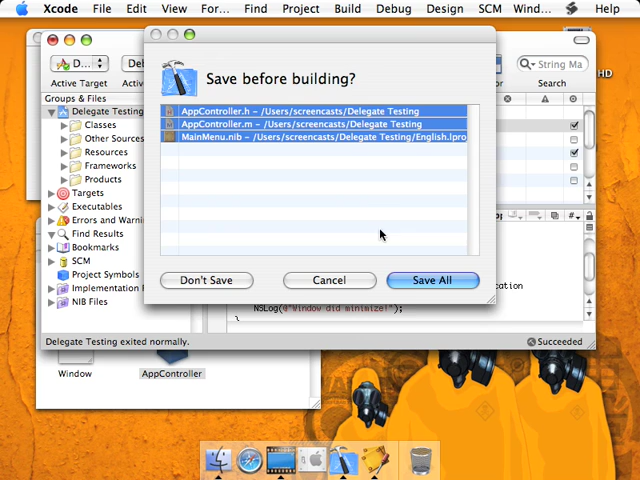 Xcode File Edit View For... Find Project Build Debug Design SCM Wind... Help
Save before building?
D...
String Ma
HD
Active Target
Active
Search
Groups & Files
Delegate Testing
Classes
Other Sources
Resources
Frameworks
Products
Targets
Executables
Errors and Warnin
Find Results
Bookmarks
SCM
Project Symbols
Implementation F
NIB Files
AppController.h – /Users/screencasts/Delegate Testing
AppController.m – /Users/screencasts/Delegate Testing
MainMenu.nib – /Users/screencasts/Delegate Testing/English.lpro
Don't Save
Cancel
Save All
#
ication
NSLog(@"Window did minimize!");
}
Delegate Testing exited normally.
Succeeded
Window
AppController